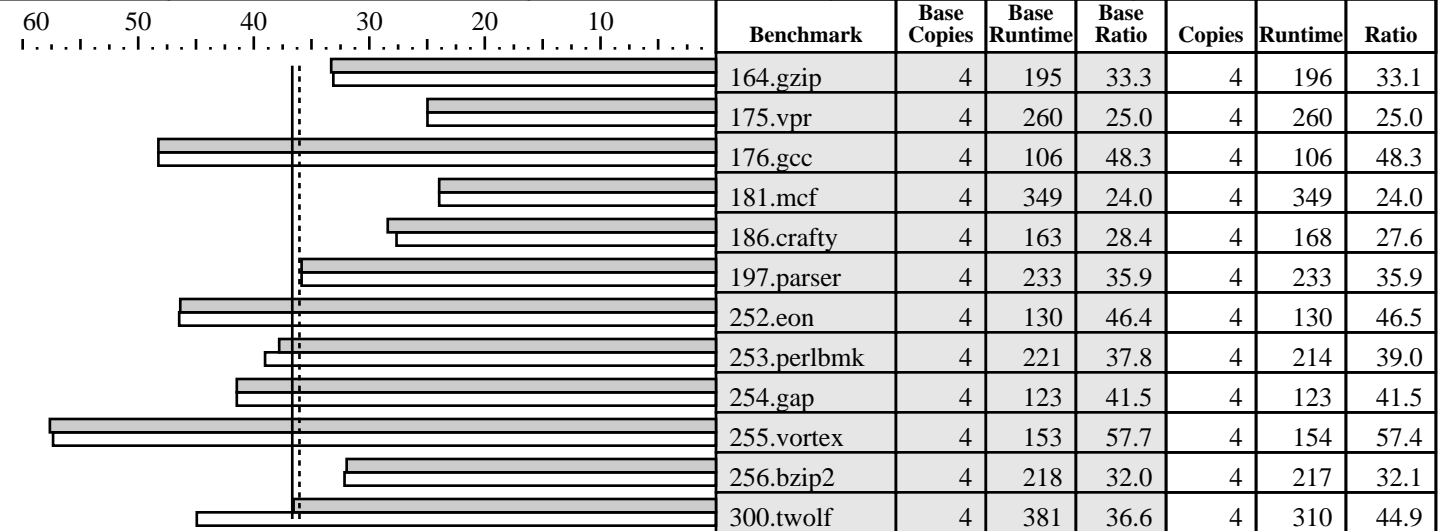 60 50 40 30 20 10
Benchmark Base Copies Base Runtime Base Ratio Copies Runtime Ratio
164.gzip 4 195 33.3 4 196 33.1
175.vpr 4 260 25.0 4 260 25.0
176.gcc 4 106 48.3 4 106 48.3
181.mcf 4 349 24.0 4 349 24.0
186.crafty 4 163 28.4 4 168 27.6
197.parser 4 233 35.9 4 233 35.9
252.eon 4 130 46.4 4 130 46.5
253.perlbmk 4 221 37.8 4 214 39.0
254.gap 4 123 41.5 4 123 41.5
255.vortex 4 153 57.7 4 154 57.4
256.bzip2 4 218 32.0 4 217 32.1
300.twolf 4 381 36.6 4 310 44.9